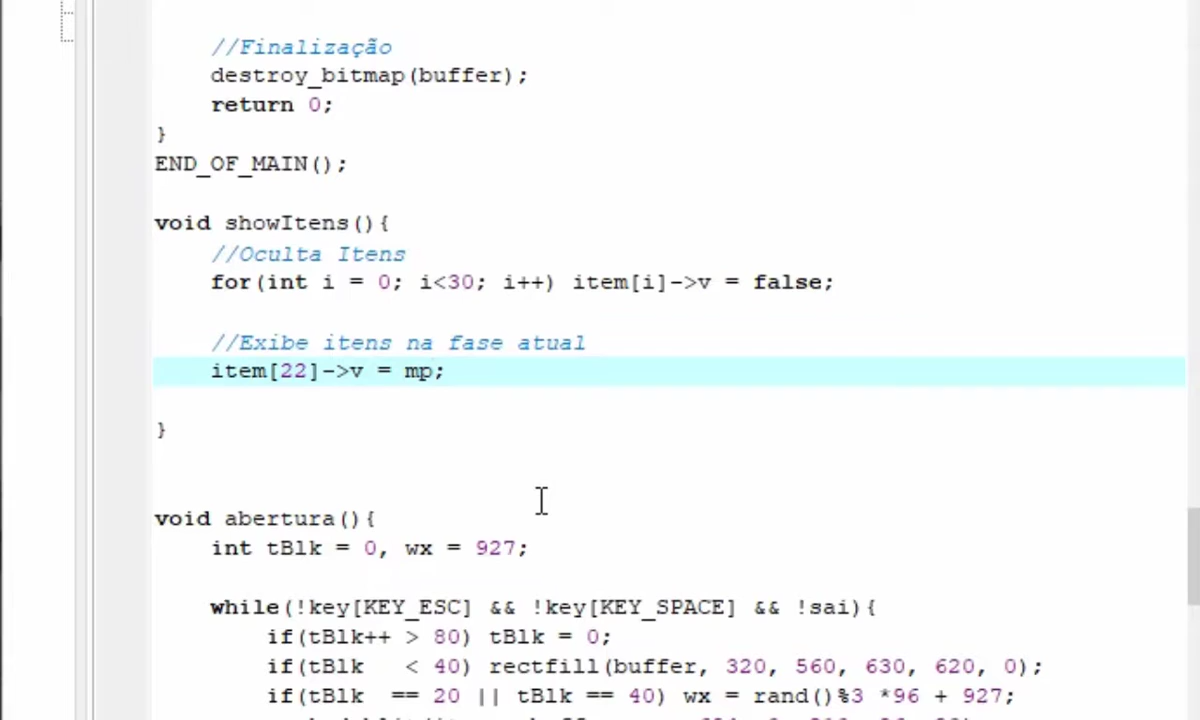 //Finalização
destroy_bitmap(buffer);
return 0;
}
END_OF_MAIN();
void showItens(){
//Oculta Itens
for(int i = 0; i<30; i++) item[i]->v = false;
//Exibe itens na fase atual
item[22]->v = mp;
}
void abertura(){
int tBlk = 0, wx = 927;
while(!key[KEY_ESC] && !key[KEY_SPACE] && !sai){
if(tBlk++ > 80) tBlk = 0;
if(tBlk   < 40) rectfill(buffer, 320, 560, 630, 620, 0);
if(tBlk  == 20 || tBlk == 40) wx = rand()%3 *96 + 927;